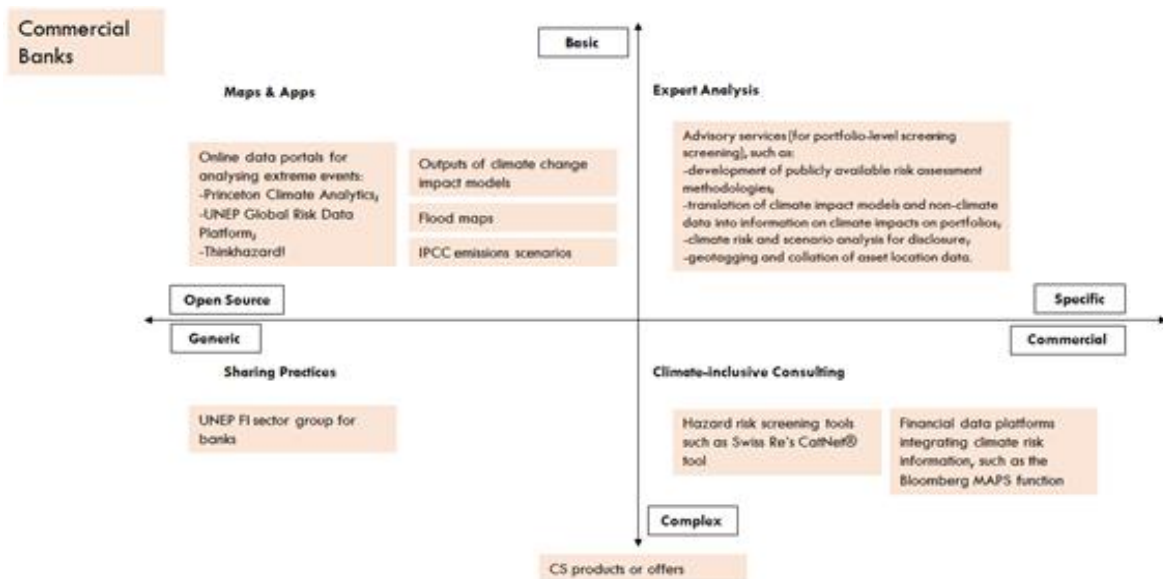 Commercial
Banks
Basic
Maps & Apps
Expert Analysis
Online data portals for
analysing extreme events:
-Princeton Climate Analytics,
-UNEP Global Risk Data
Platform,
-Thinkhazard!
Outputs of climate change
impact models
Flood maps
IPCC emissions scenarios
Advisory services (for portfolio-level screening
screening), such as:
-development of publicly available risk assessment
methodologies,
-translation of climate impact models and non-climate
data into information on climate impacts on portfolios,
-climate risk and scenario analysis for disclosure,
-geotagging and collation of asset location data.
Open Source
Specific
Generic
Commercial
Sharing Practices
Climate-inclusive Consulting
UNEP FI sector group for
banks
Hazard risk screening tools
such as Swiss Re's CatNet®
tool
Financial data platforms
integrating climate risk
information, such as the
Bloomberg MAPS function
Complex
CS products or offers